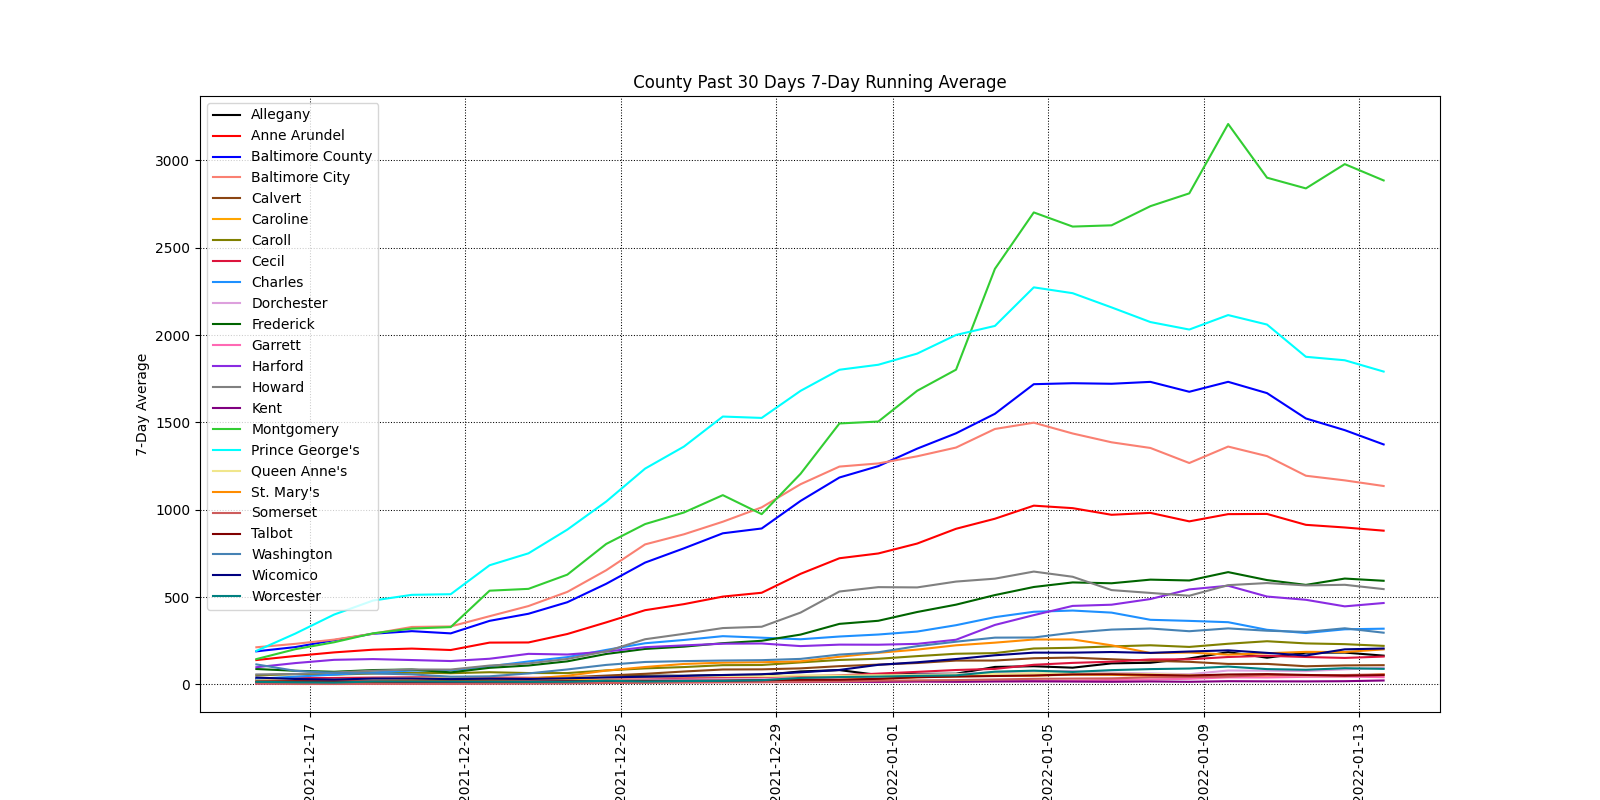 County Past 30 Days 7-Day Running Average
7-Day Average
3000
2500
2000
1500
1000
500
0
Allegany
Anne Arundel
Baltimore County
Baltimore City
Calvert
Caroline
Caroll
Cecil
Charles
Dorchester
Frederick
Garrett
Harford
Howard
Kent
Montgomery
Prince George's
Queen Anne's
St. Mary's
Somerset
Talbot
Washington
Wicomico
Worcester
2021-12-17
2021-12-21
2021-12-25
2021-12-29
2022-01-01
2022-01-05
2022-01-09
2022-01-13